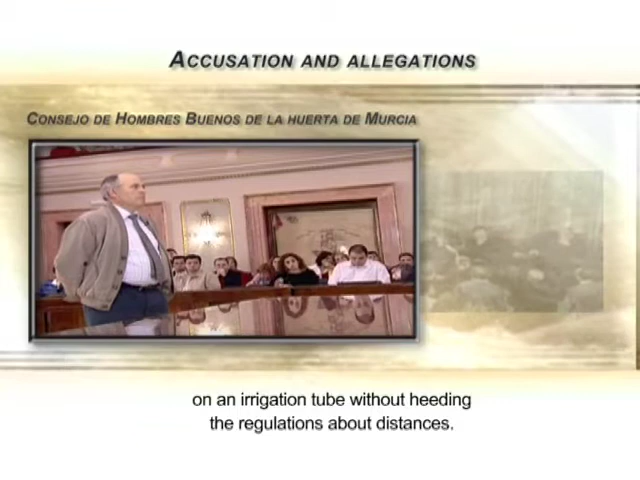 ACCUSATION AND ALLEGATIONS
CONSEJO DE HOMBRES BUENOS DE LA HUERTA DE MURCIA
on an irrigation tube without heeding
the regulations about distances.